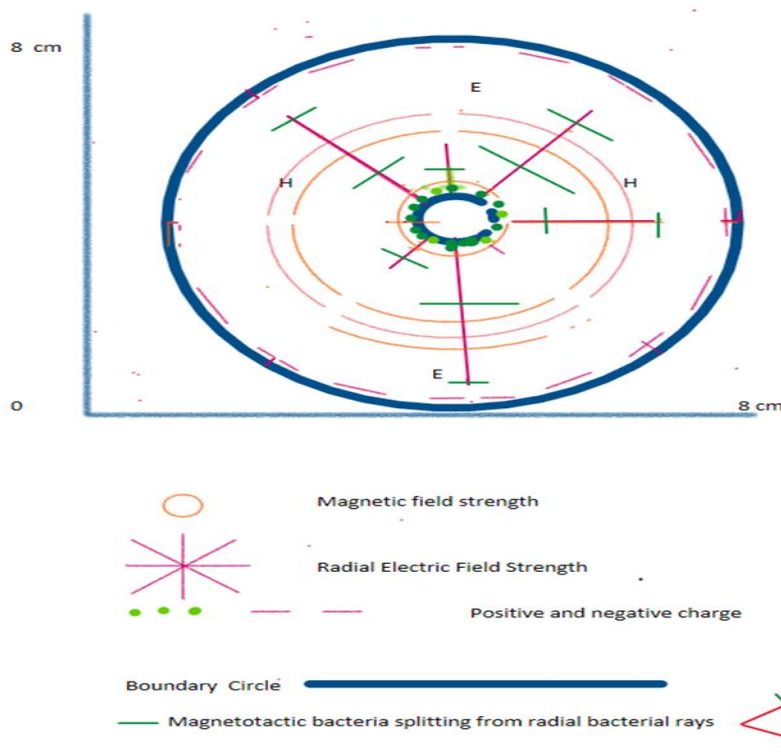 8 cm
E
H
H
E
0
8 cm
Magnetic field strength
Radial Electric Field Strength
Positive and negative charge
Boundary Circle
Magnetotactic bacteria splitting from radial bacterial rays